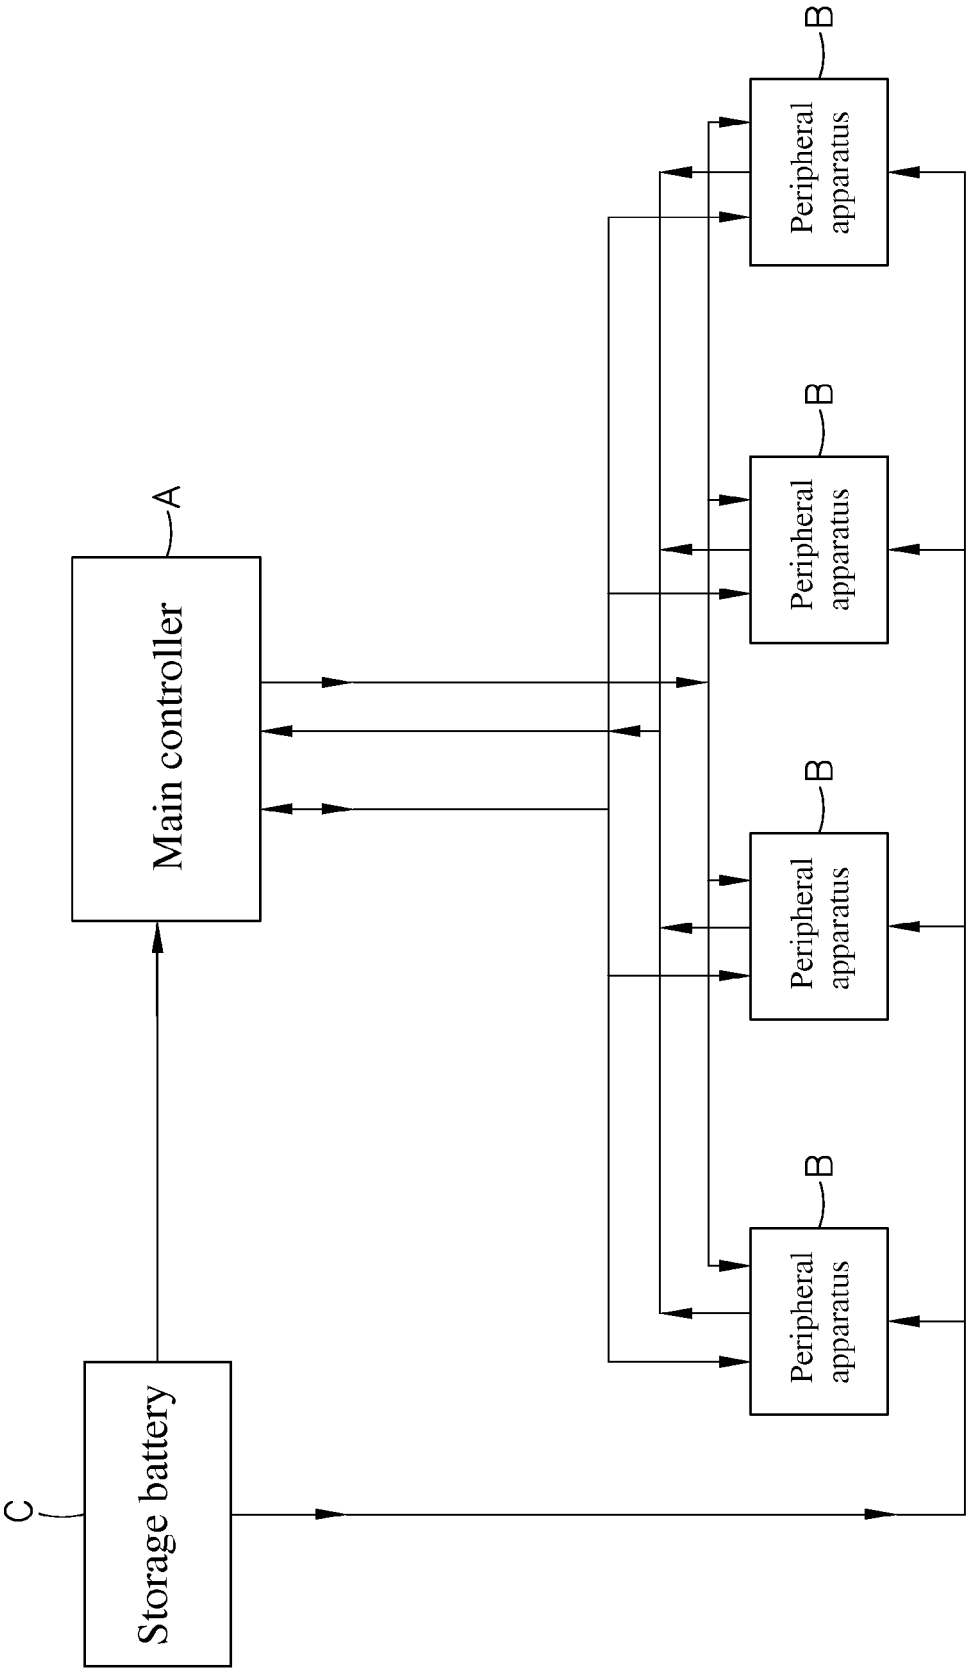 C
Storage battery
A
Main controller
B
Peripheral
apparatus
B
Peripheral
apparatus
B
Peripheral
apparatus
B
Peripheral
apparatus